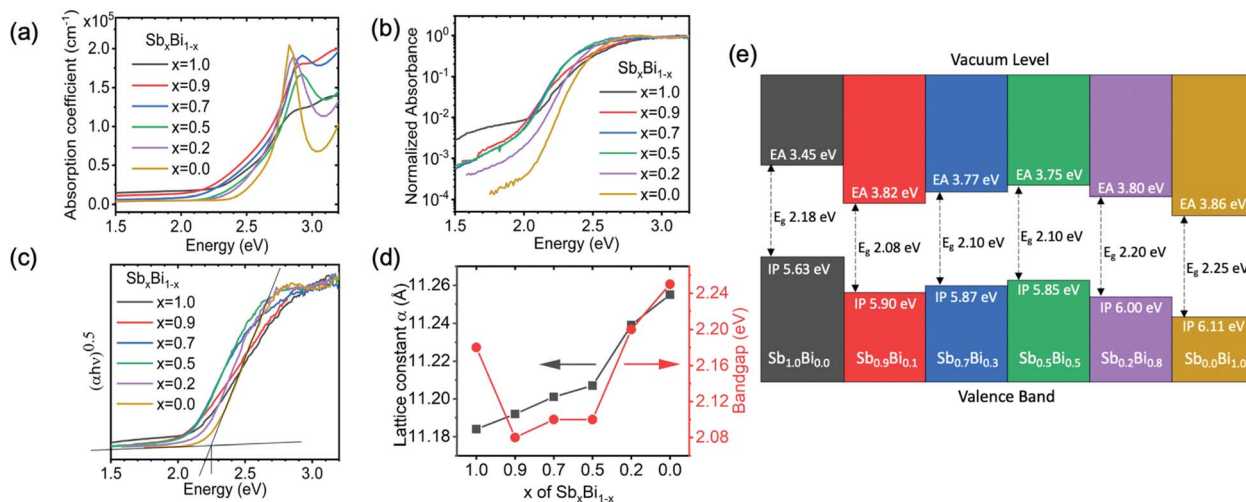 (a)
x10⁵
Absorption coefficient (cm⁻¹)
2.0
1.5
1.0
0.5
0.0
SbₓBi₁₋ₓ
x=1.0
x=0.9
x=0.7
x=0.5
x=0.2
x=0.0
1.5 2.0 2.5 3.0
Energy (eV)
(b)
Normalized Absorbance
10⁰
10⁻¹
10⁻²
10⁻³
10⁻⁴
SbₓBi₁₋ₓ
x=1.0
x=0.9
x=0.7
x=0.5
x=0.2
x=0.0
1.5 2.0 2.5 3.0
Energy (eV)
(c)
(αhν)⁰·⁵
SbₓBi₁₋ₓ
x=1.0
x=0.9
x=0.7
x=0.5
x=0.2
x=0.0
1.5 2.0 2.5 3.0
Energy (eV)
(d)
Lattice constant α (Å)
11.26
11.24
11.22
11.20
11.18
2.24
2.20
2.16
2.12
2.08
Bandgap (eV)
1.0 0.9 0.7 0.5 0.2 0.0
x of SbₓBi₁₋ₓ
(e)
Vacuum Level
EA 3.45 eV EA 3.82 eV EA 3.77 eV EA 3.75 eV EA 3.80 eV EA 3.86 eV
E_g 2.18 eV E_g 2.08 eV E_g 2.10 eV E_g 2.10 eV E_g 2.20 eV E_g 2.25 eV
IP 5.63 eV IP 5.90 eV IP 5.87 eV IP 5.85 eV IP 6.00 eV IP 6.11 eV
Sb₁.₀Bi₀.₀ Sb₀.₉Bi₀.₁ Sb₀.₇Bi₀.₃ Sb₀.₅Bi₀.₅ Sb₀.₂Bi₀.₈ Sb₀.₀Bi₁.₀
Valence Band